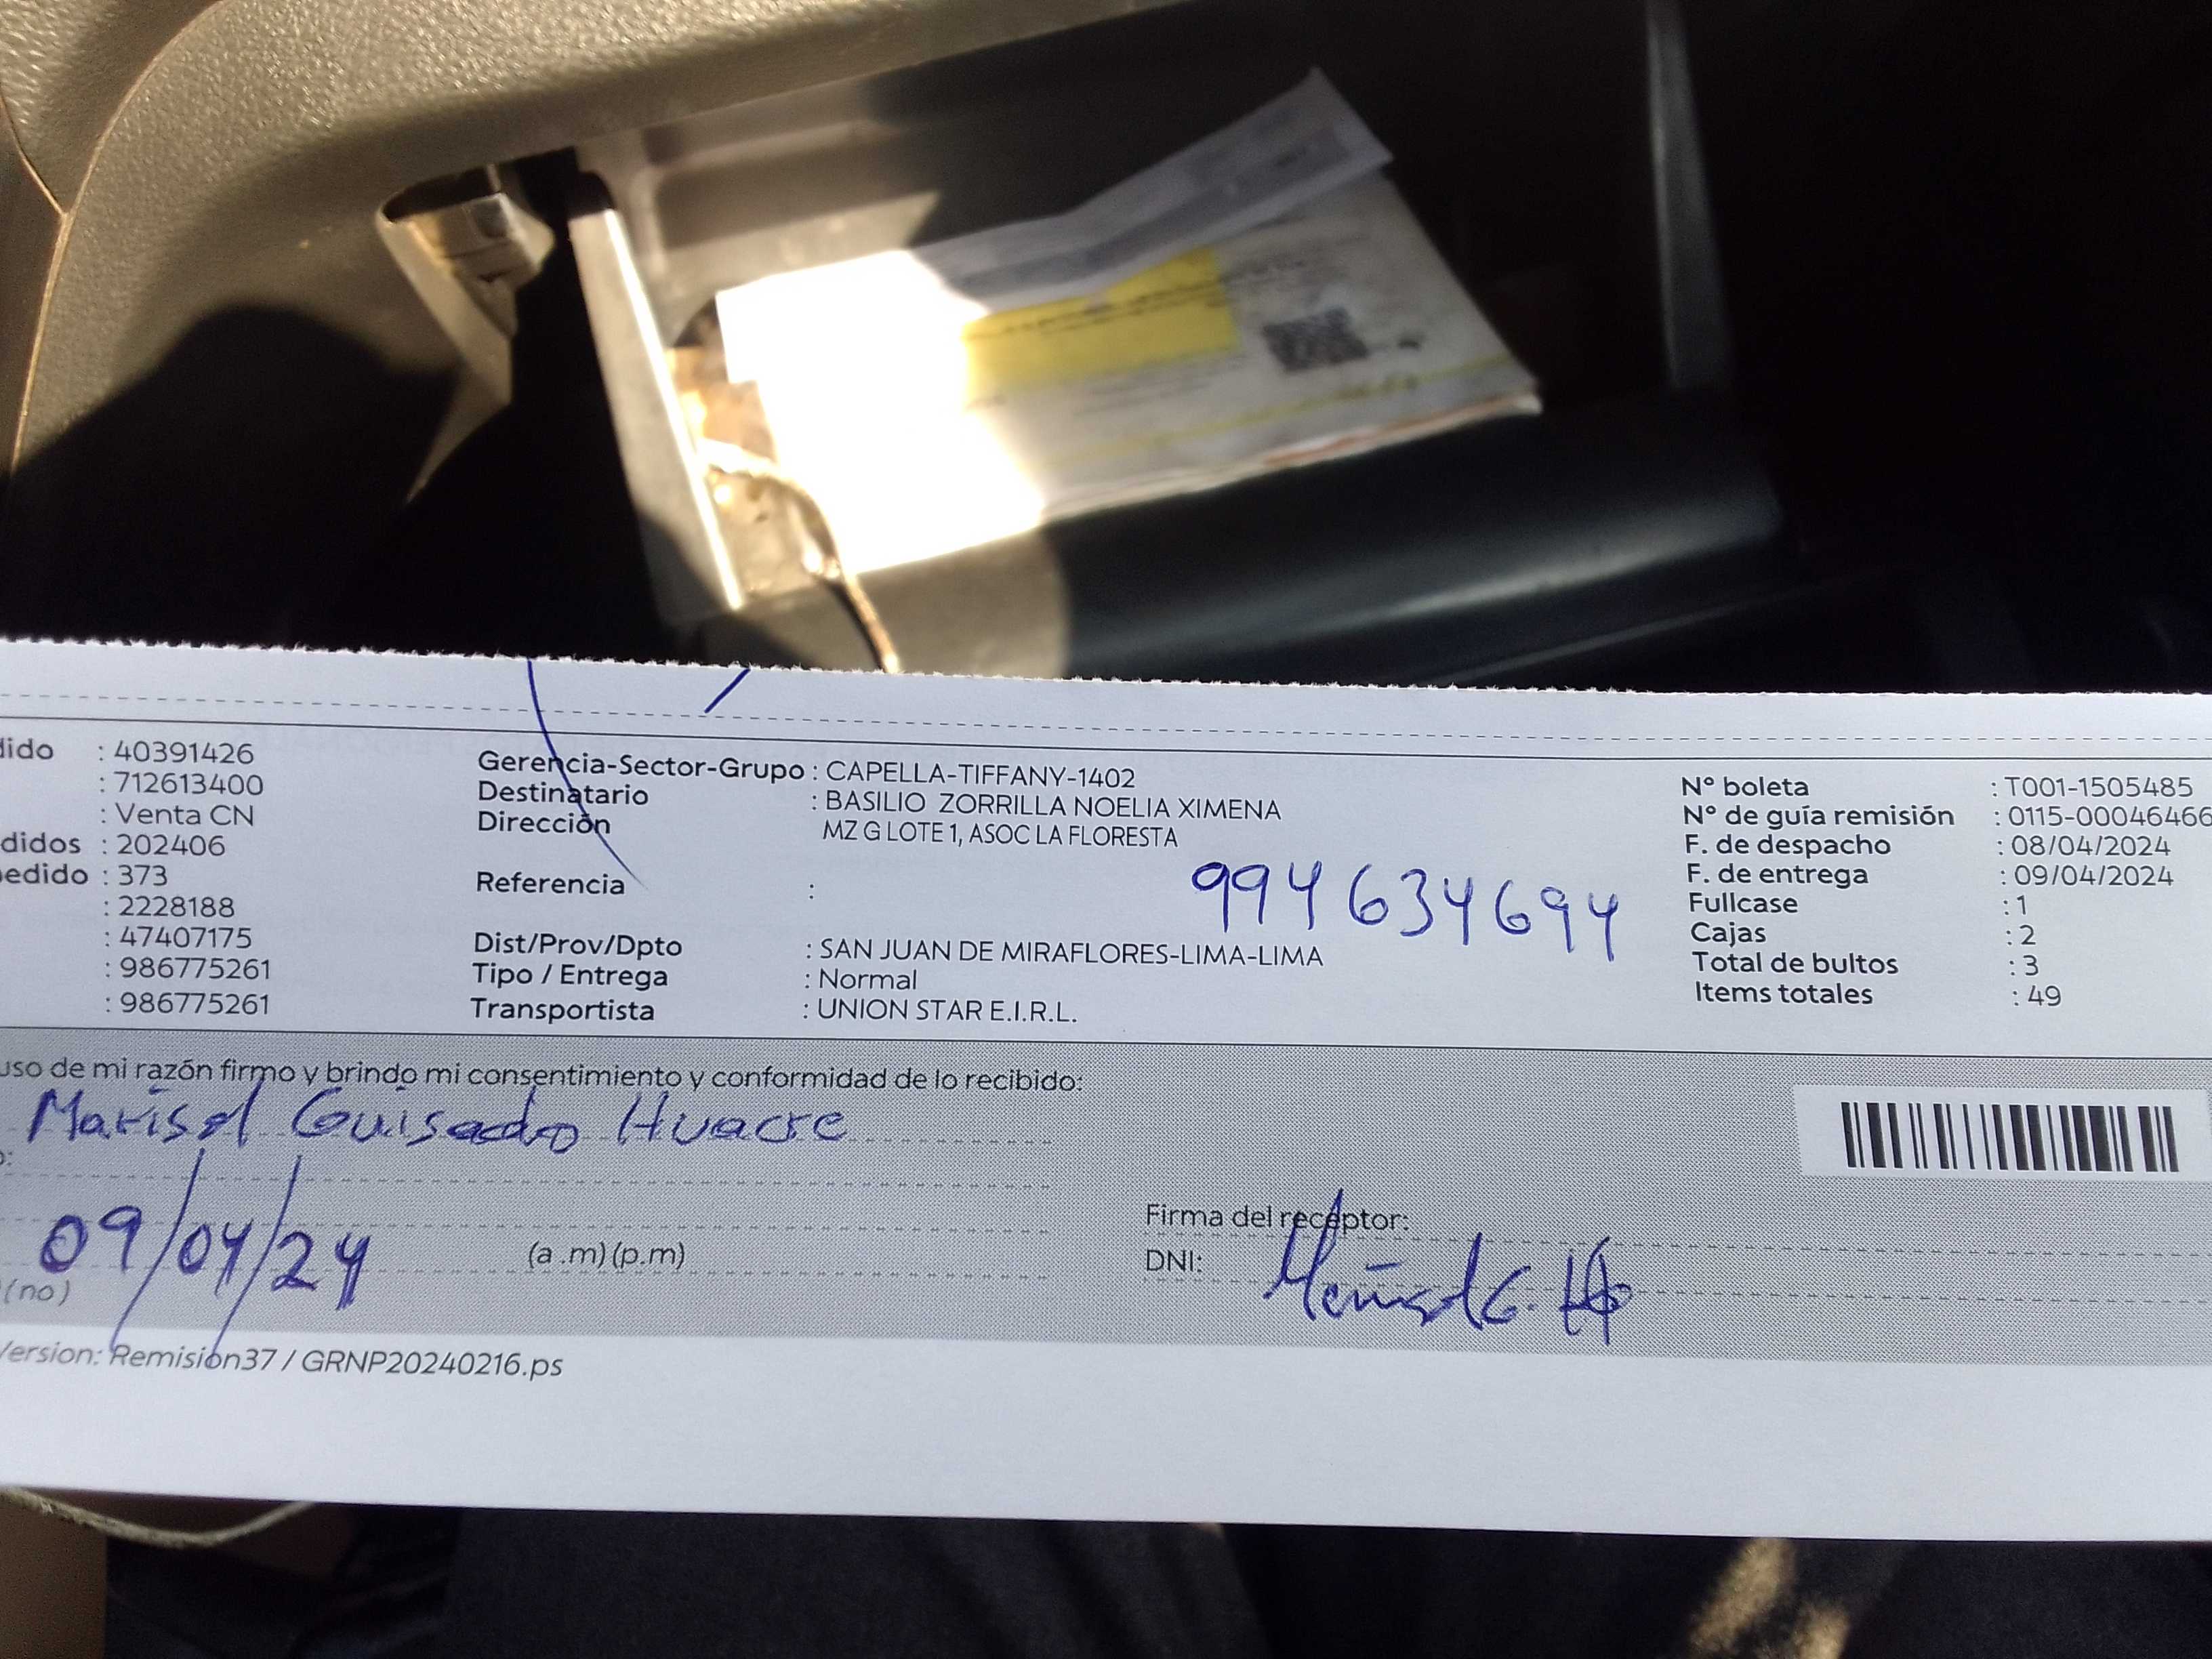 dido : 40391426
: 712613400
: Venta CN
didos : 202406
edido : 373
: 2228188
: 47407175
: 986775261
: 986775261
Gerencia-Sector-Grupo : CAPELLA-TIFFANY-1402
Destinatario : BASILIO ZORRILLA NOELIA XIMENA
Dirección MZ G LOTE 1, ASOC LA FLORESTA
Referencia :
994634694
Dist/Prov/Dpto : SAN JUAN DE MIRAFLORES-LIMA-LIMA
Tipo / Entrega : Normal
Transportista : UNION STAR E.I.R.L.
N° boleta : T001-1505485
N° de guía remisión : 0115-00046466
F. de despacho : 08/04/2024
F. de entrega : 09/04/2024
Fullcase : 1
Cajas : 2
Total de bultos : 3
Items totales : 49
uso de mi razón firmo y brindo mi consentimiento y conformidad de lo recibido:
Marisol Guisado Huacre
o:
09/04/24 (a.m)(p.m)
(no)
Firma del receptor:
DNI:
Version: Remision37 / GRNP20240216.ps